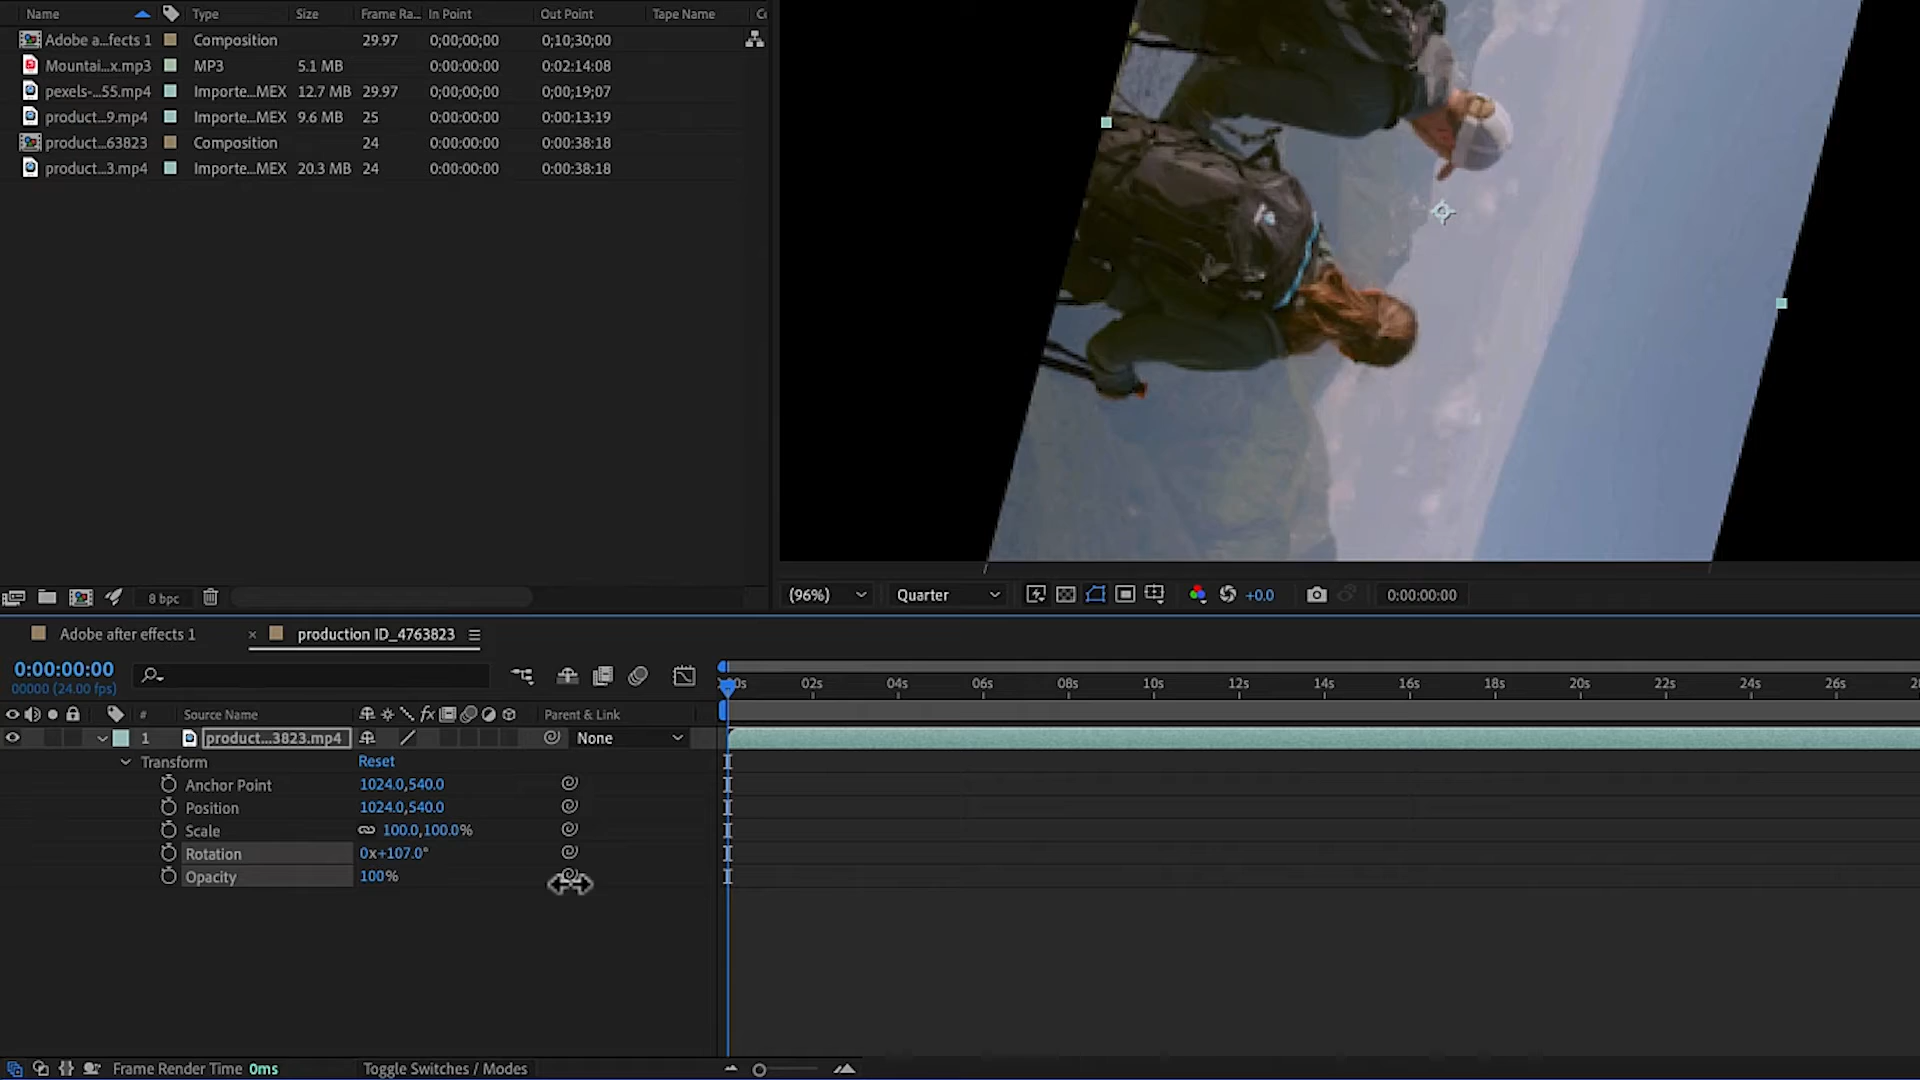 Name Type Size Frame Ra... In Point Out Point Tape Name
Adobe a...fects 1 Composition 29.97 0;00;00;00 0;10;30;00
Mountai...x.mp3 MP3 5.1 MB 0:00:00:00 0:02:14:08
pexels-...55.mp4 Importe...MEX 12.7 MB 29.97 0;00;00;00 0;00;19;07
product...9.mp4 Importe...MEX 9.6 MB 25 0:00:00:00 0:00:13:19
product...63823 Composition 24 0:00:00:00 0:00:38:18
product...3.mp4 Importe...MEX 20.3 MB 24 0:00:00:00 0:00:38:18
8 bpc
(96%) Quarter +0.0 0:00:00:00
Adobe after effects 1 × production ID_4763823
0:00:00:00
00000 (24.00 fps)
02s 04s 06s 08s 10s 12s 14s 16s 18s 20s 22s 24s 26s
# Source Name fx Parent & Link
1 product...3823.mp4 None
Transform Reset
Anchor Point 1024.0,540.0
Position 1024.0,540.0
Scale 100.0,100.0%
Rotation 0x+107.0°
Opacity 100%
Frame Render Time 0ms Toggle Switches / Modes